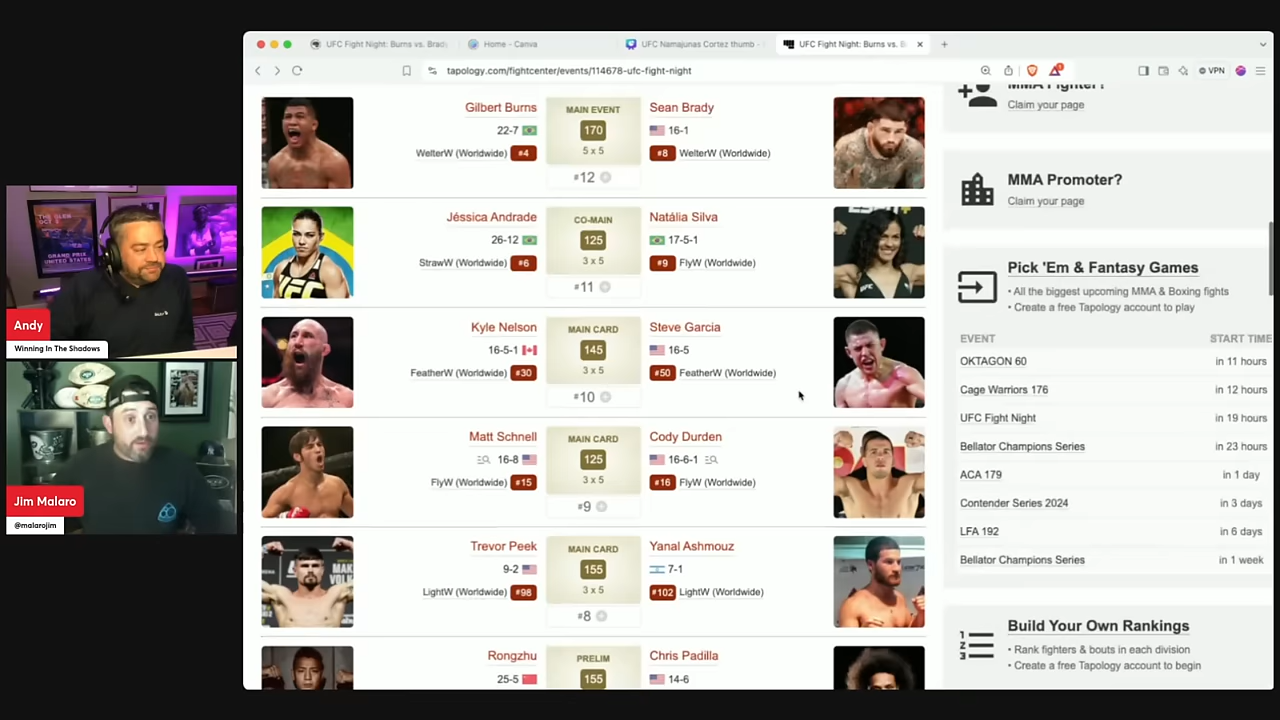 UFC Fight Night: Burns vs. Brady
Home - Canva
UFC Namajunas Cortez thumb -
UFC Fight Night: Burns vs. B
tapology.com/fightcenter/events/114678-ufc-fight-night
VPN
Gilbert Burns
22-7
WelterW (Worldwide) #4
MAIN EVENT
170
5 x 5
#12
Sean Brady
16-1
#8 WelterW (Worldwide)
Jéssica Andrade
26-12
StrawW (Worldwide) #6
CO-MAIN
125
3 x 5
#11
Natália Silva
17-5-1
#9 FlyW (Worldwide)
Kyle Nelson
16-5-1
FeatherW (Worldwide) #30
MAIN CARD
145
3 x 5
#10
Steve Garcia
16-5
#50 FeatherW (Worldwide)
Matt Schnell
16-8
FlyW (Worldwide) #15
MAIN CARD
125
3 x 5
#9
Cody Durden
16-6-1
#16 FlyW (Worldwide)
Trevor Peek
9-2
LightW (Worldwide) #98
MAIN CARD
155
3 x 5
#8
Yanal Ashmouz
7-1
#102 LightW (Worldwide)
Rongzhu
25-5
PRELIM
155
Chris Padilla
14-6
MMA Fighter?
Claim your page
MMA Promoter?
Claim your page
Pick 'Em & Fantasy Games
• All the biggest upcoming MMA & Boxing fights
• Create a free Tapology account to play
EVENT START TIME
OKTAGON 60 in 11 hours
Cage Warriors 176 in 12 hours
UFC Fight Night in 19 hours
Bellator Champions Series in 23 hours
ACA 179 in 1 day
Contender Series 2024 in 3 days
LFA 192 in 6 days
Bellator Champions Series in 1 week
Build Your Own Rankings
• Rank fighters & bouts in each division
• Create a free Tapology account to begin
GRAND PRIX
UNITED STATES
Andy
Winning In The Shadows
Jim Malaro
@malarojim